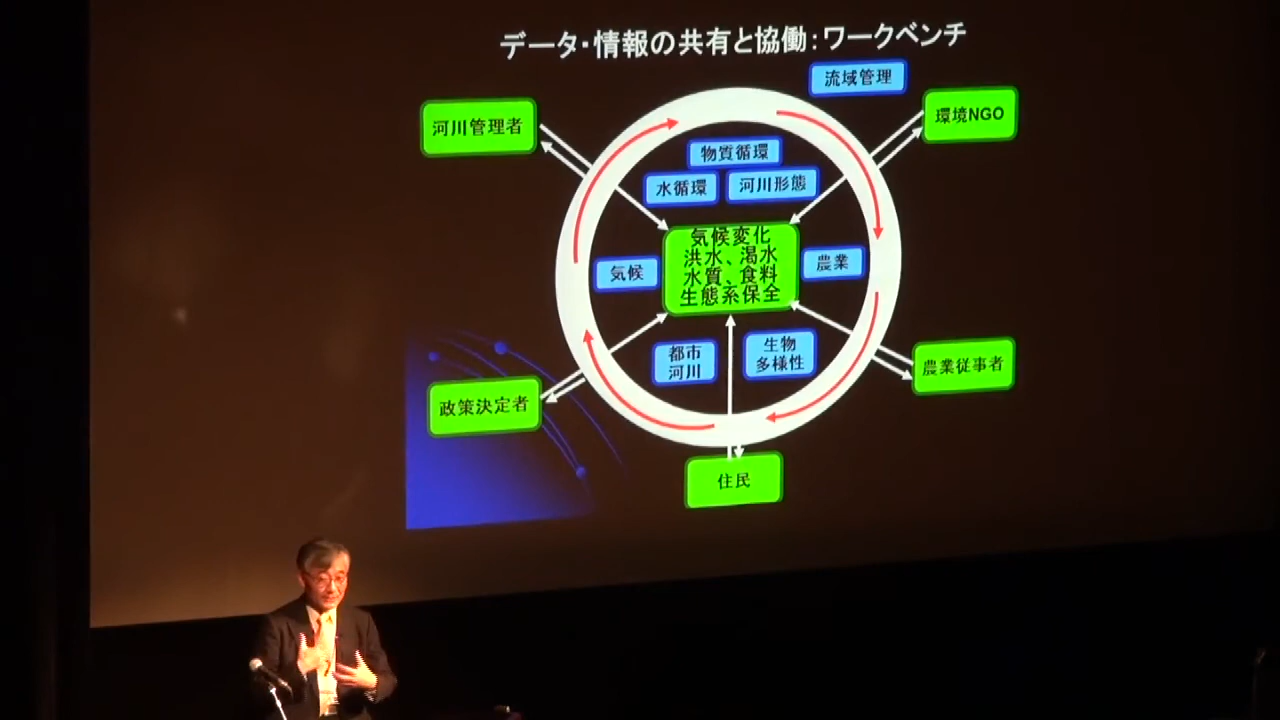 データ・情報の共有と協働：ワークベンチ
流域管理
河川管理者
環境NGO
物質循環
水循環
河川形態
気候変化
洪水、渇水
水質、食料
生態系保全
気候
農業
都市
河川
生物
多様性
農業従事者
政策決定者
住民